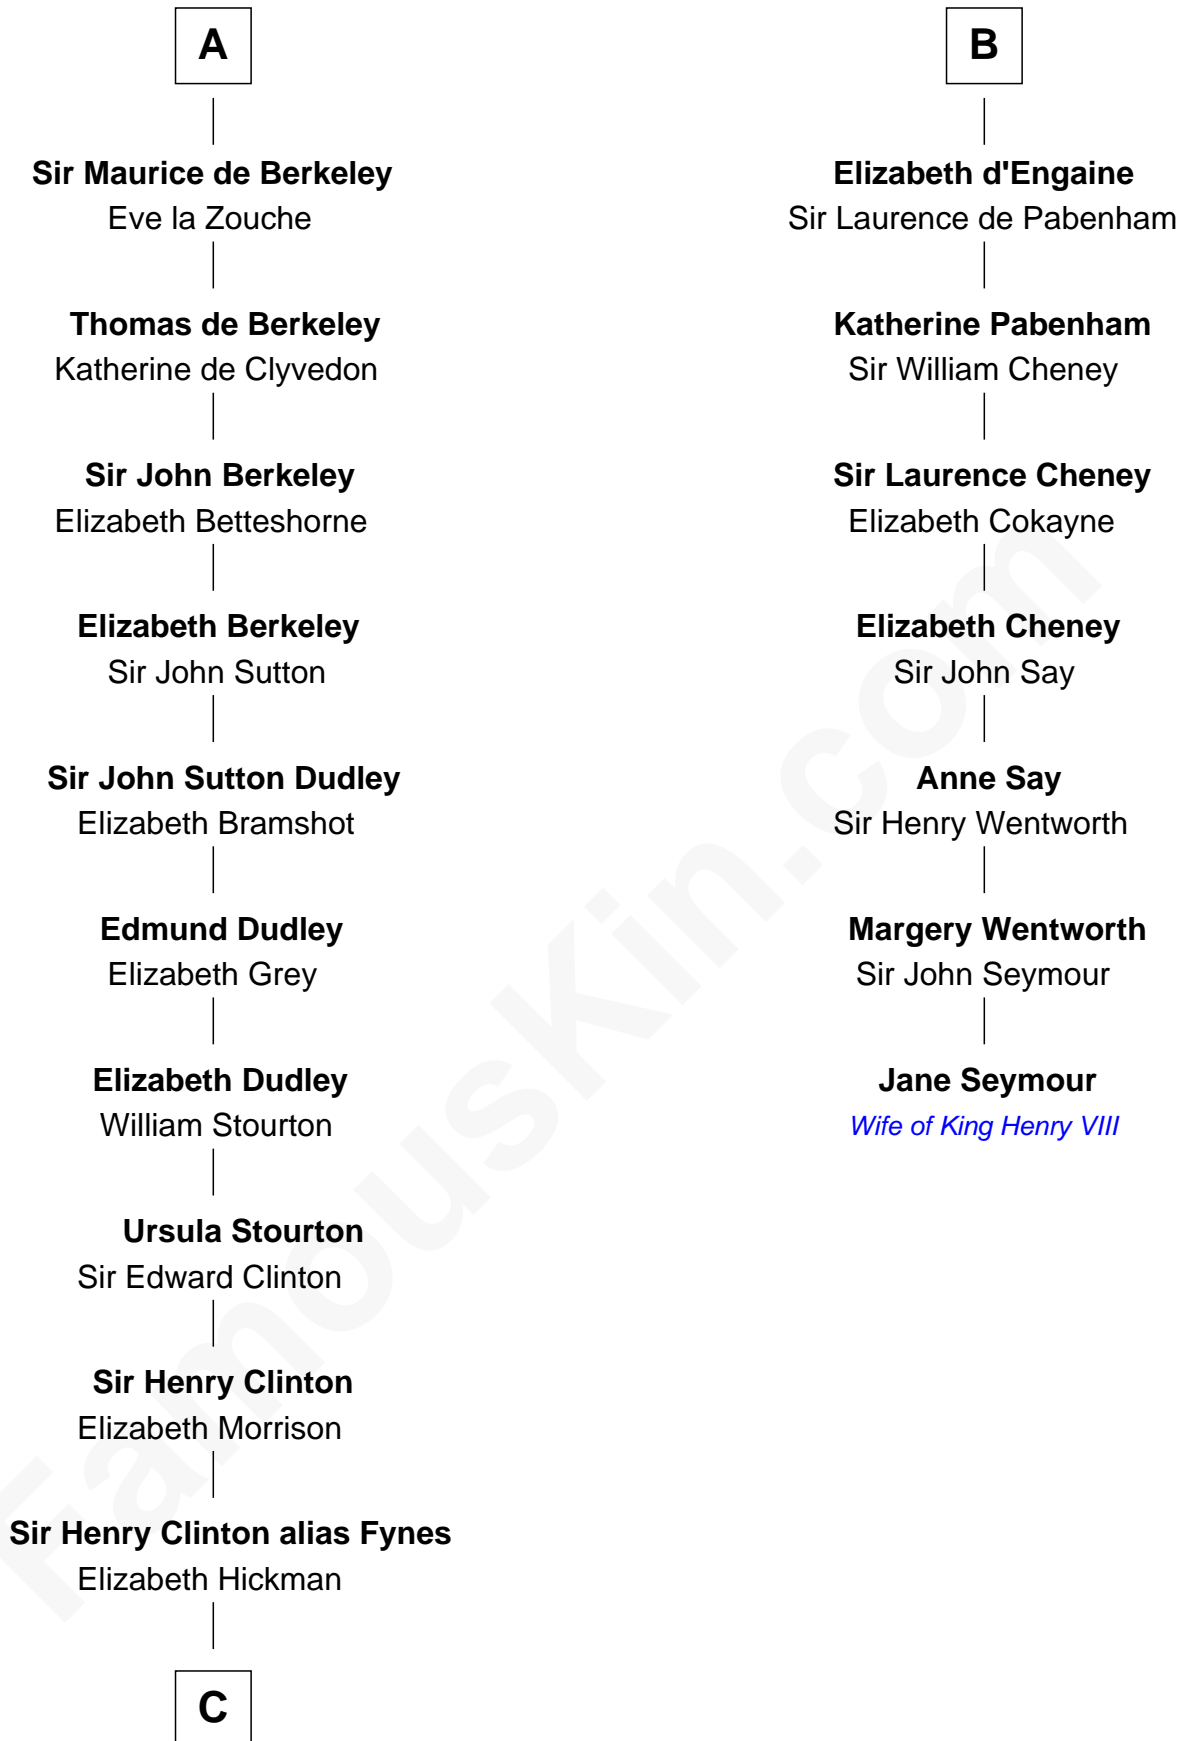 A
Sir Maurice de Berkeley
Eve la Zouche
Thomas de Berkeley
Katherine de Clyvedon
Sir John Berkeley
Elizabeth Betteshorne
Elizabeth Berkeley
Sir John Sutton
Sir John Sutton Dudley
Elizabeth Bramshot
Edmund Dudley
Elizabeth Grey
Elizabeth Dudley
William Stourton
Ursula Stourton
Sir Edward Clinton
Sir Henry Clinton
Elizabeth Morrison
Sir Henry Clinton alias Fynes
Elizabeth Hickman
C
B
Elizabeth d'Engaine
Sir Laurence de Pabenham
Katherine Pabenham
Sir William Cheney
Sir Laurence Cheney
Elizabeth Cokayne
Elizabeth Cheney
Sir John Say
Anne Say
Sir Henry Wentworth
Margery Wentworth
Sir John Seymour
Jane Seymour
Wife of King Henry VIII
FamousKin.com